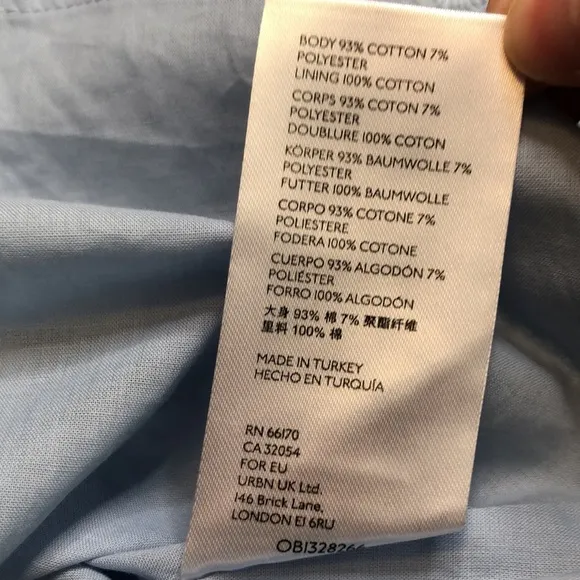 BODY 93% COTTON 7%
POLYESTER
LINING 100% COTTON
CORPS 93% COTON 7%
POLYESTER
DOUBLURE 100% COTON
KÖRPER 93% BAUMWOLLE 7%
POLYESTER
FUTTER 100% BAUMWOLLE
CORPO 93% COTONE 7%
POLIESTERE
FODERA 100% COTONE
CUERPO 93% ALGODÓN 7%
POLIÉSTER
FORRO 100% ALGODÓN
大身 93% 棉 7% 聚酯纤维
里料 100% 棉
MADE IN TURKEY
HECHO EN TURQUÍA
RN 66170
CA 32054
FOR EU
URBN UK Ltd.
146 Brick Lane,
LONDON E1 6RU